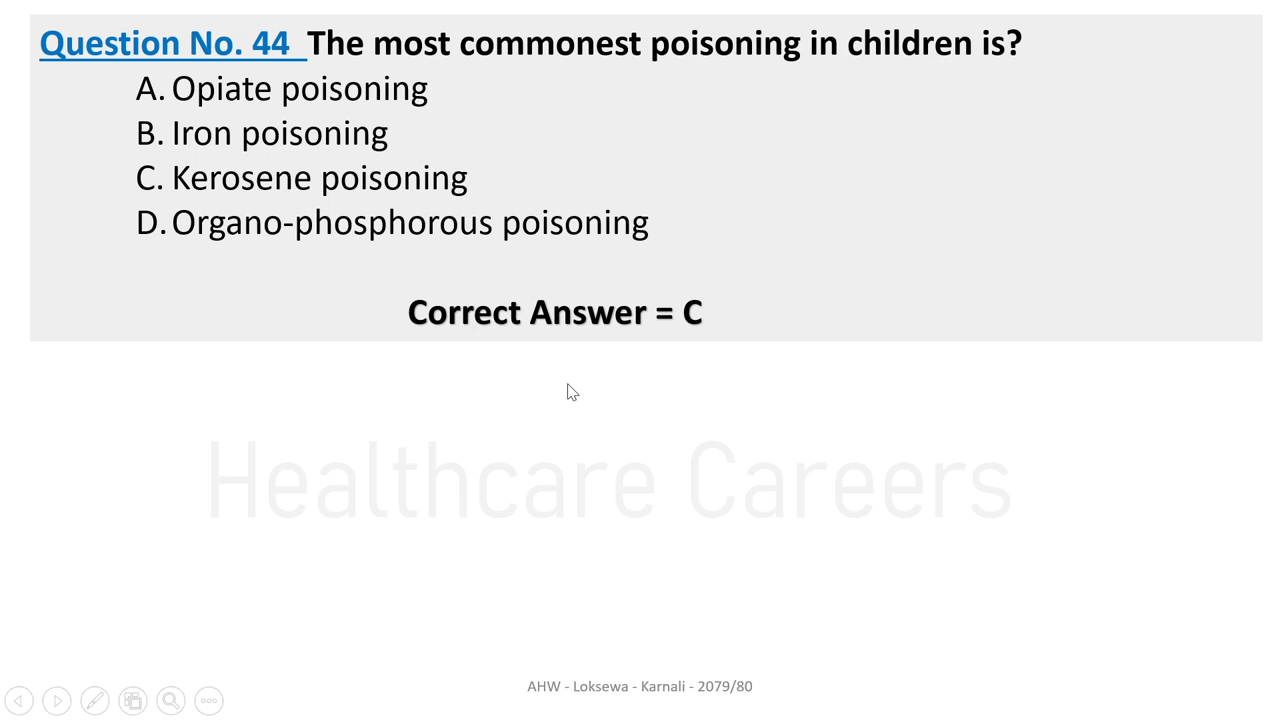 Question No. 44 The most commonest poisoning in children is?
A. Opiate poisoning
B. Iron poisoning
C. Kerosene poisoning
D. Organo-phosphorous poisoning
Correct Answer = C
Healthcare Careers
AHW - Loksewa - Karnali - 2079/80